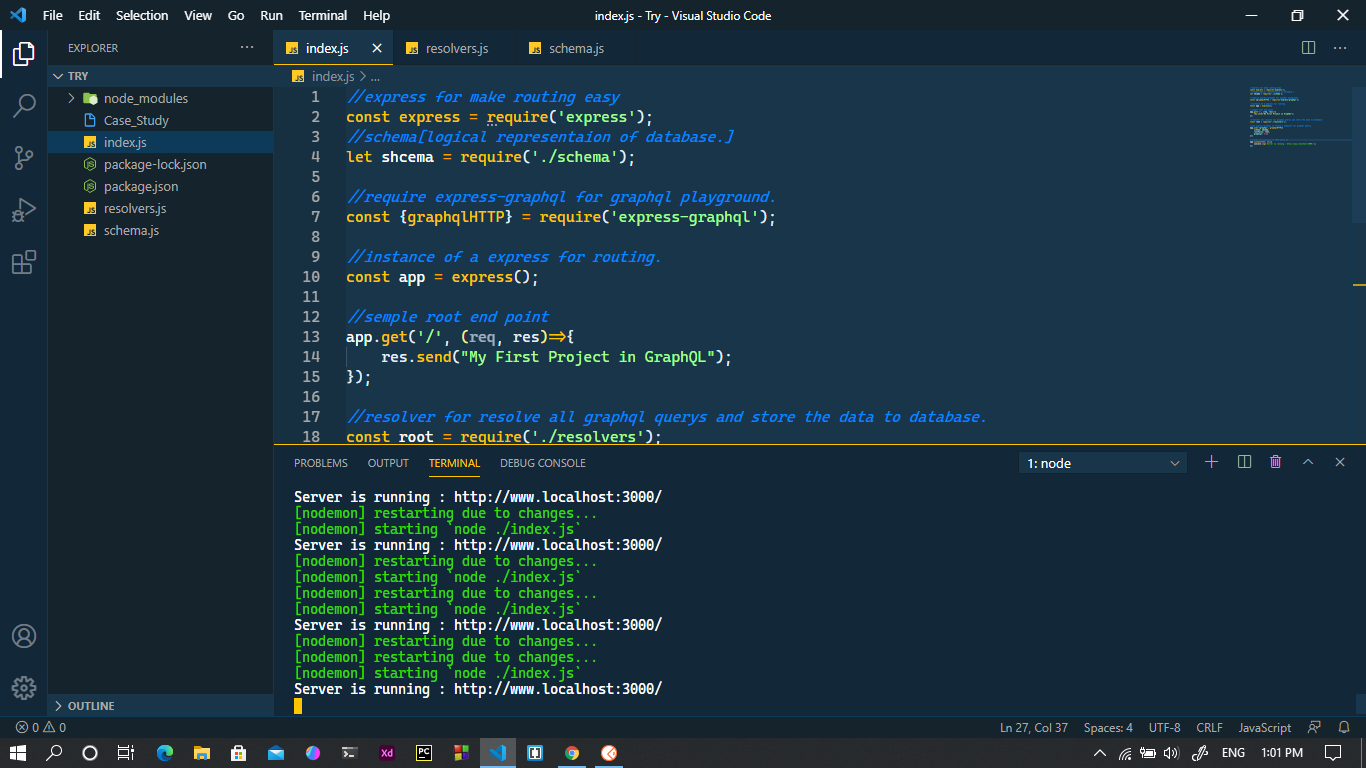 File Edit Selection View Go Run Terminal Help
index.js - Try - Visual Studio Code
EXPLORER
TRY
node_modules
Case_Study
index.js
package-lock.json
package.json
resolvers.js
schema.js
OUTLINE
index.js
resolvers.js
schema.js
index.js > ...
1 //express for make routing easy
2 const express = require('express');
3 //schema[logical representaion of database.]
4 let shcema = require('./schema');
5
6 //require express-graphql for graphql playground.
7 const {graphqlHTTP} = require('express-graphql');
8
9 //instance of a express for routing.
10 const app = express();
11
12 //semple root end point
13 app.get('/', (req, res)=>{
14 res.send("My First Project in GraphQL");
15 });
16
17 //resolver for resolve all graphql querys and store the data to database.
18 const root = require('./resolvers');
PROBLEMS OUTPUT TERMINAL DEBUG CONSOLE
1: node
Server is running : http://www.localhost:3000/
[nodemon] restarting due to changes...
[nodemon] starting `node ./index.js`
Server is running : http://www.localhost:3000/
[nodemon] restarting due to changes...
[nodemon] starting `node ./index.js`
[nodemon] restarting due to changes...
[nodemon] starting `node ./index.js`
Server is running : http://www.localhost:3000/
[nodemon] restarting due to changes...
[nodemon] restarting due to changes...
[nodemon] starting `node ./index.js`
Server is running : http://www.localhost:3000/
0 0
Ln 27, Col 37 Spaces: 4 UTF-8 CRLF JavaScript
Xd PC
ENG 1:01 PM